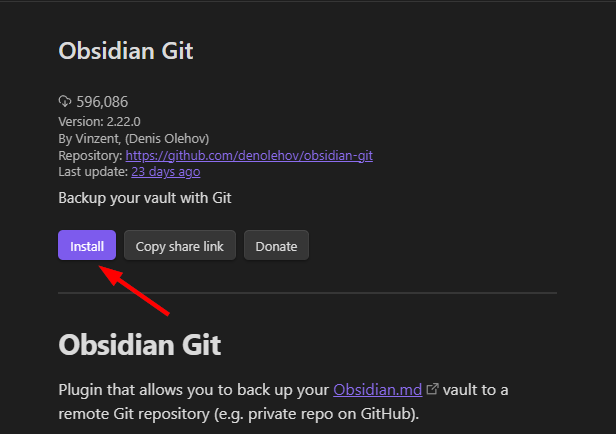 Obsidian Git
596,086
Version: 2.22.0
By Vinzent, (Denis Olehov)
Repository: https://github.com/denolehov/obsidian-git
Last update: 23 days ago
Backup your vault with Git
Install Copy share link Donate
Obsidian Git
Plugin that allows you to back up your Obsidian.md vault to a
remote Git repository (e.g. private repo on GitHub).